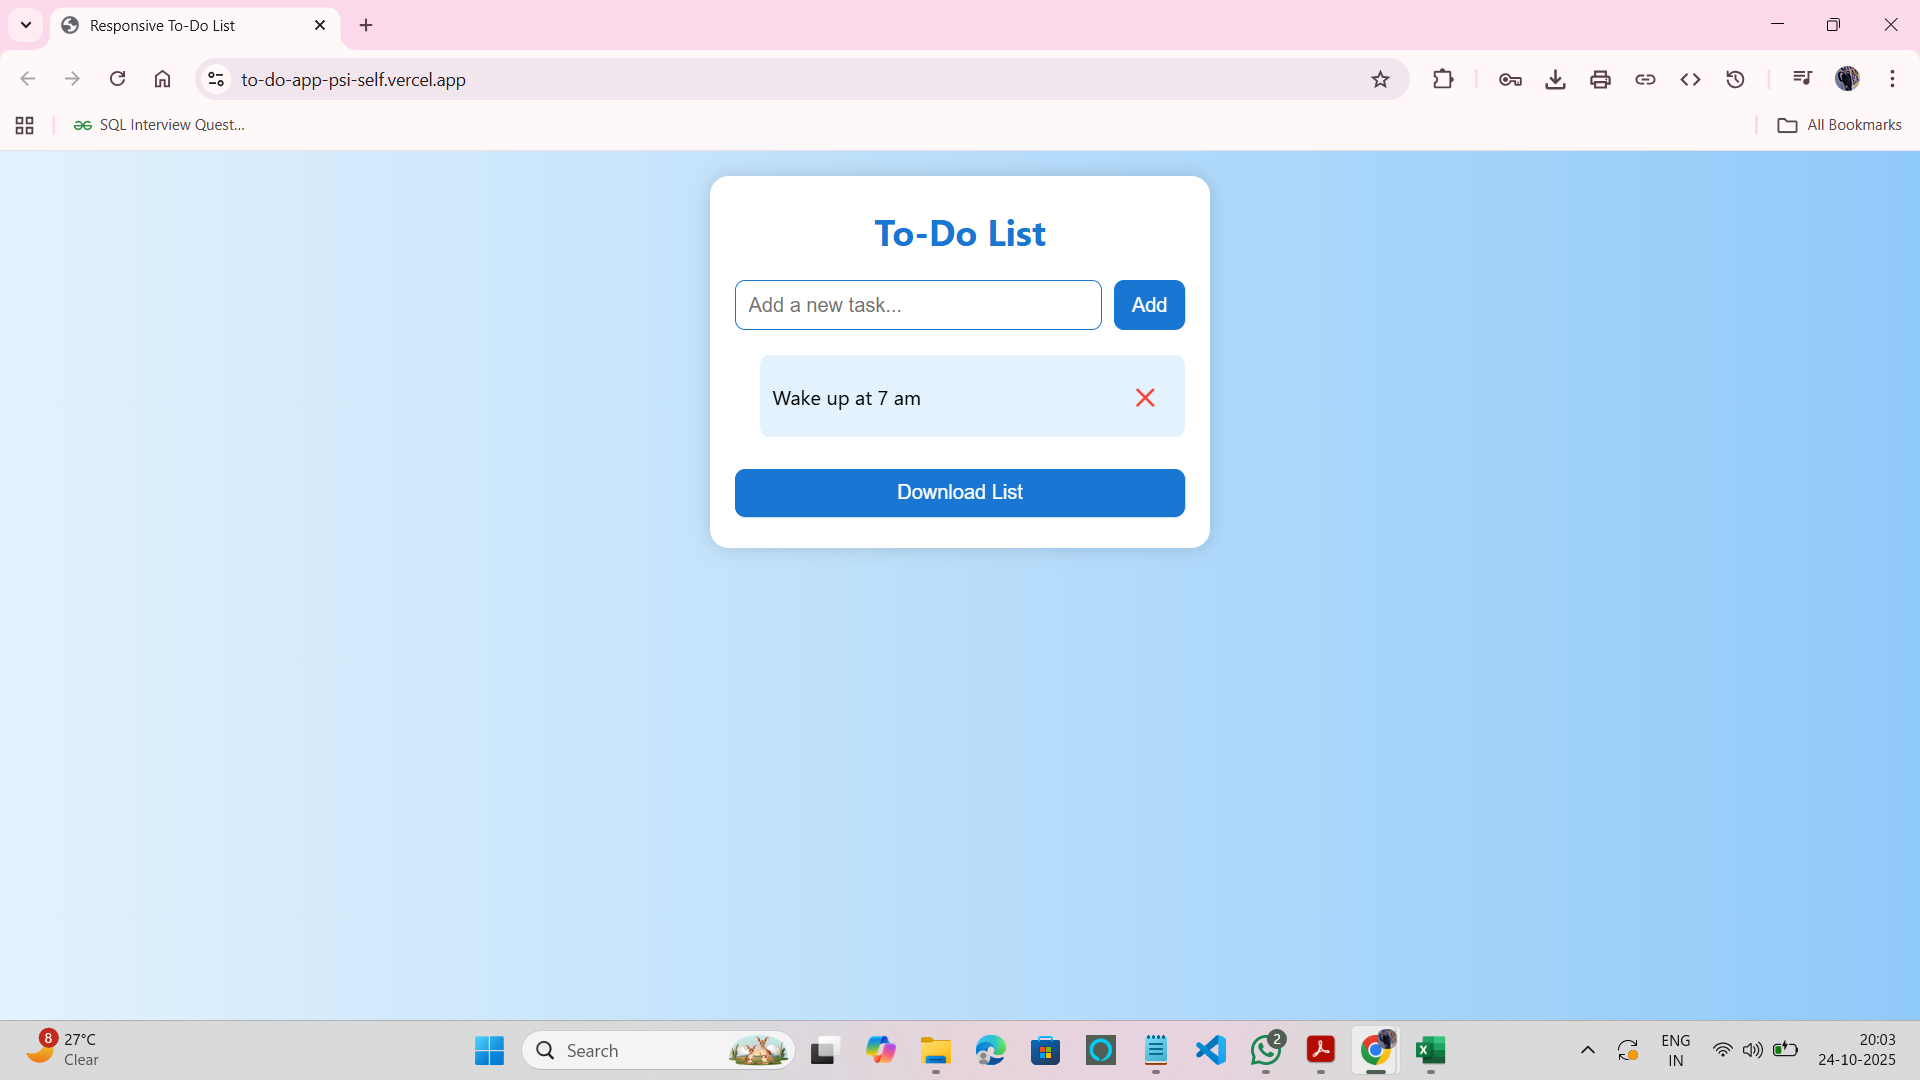 Responsive To-Do List
to-do-app-psi-self.vercel.app
SQL Interview Quest...
All Bookmarks
To-Do List
Add a new task...
Add
Wake up at 7 am
Download List
8
27°C
Clear
Search
2
ENG
IN
20:03
24-10-2025